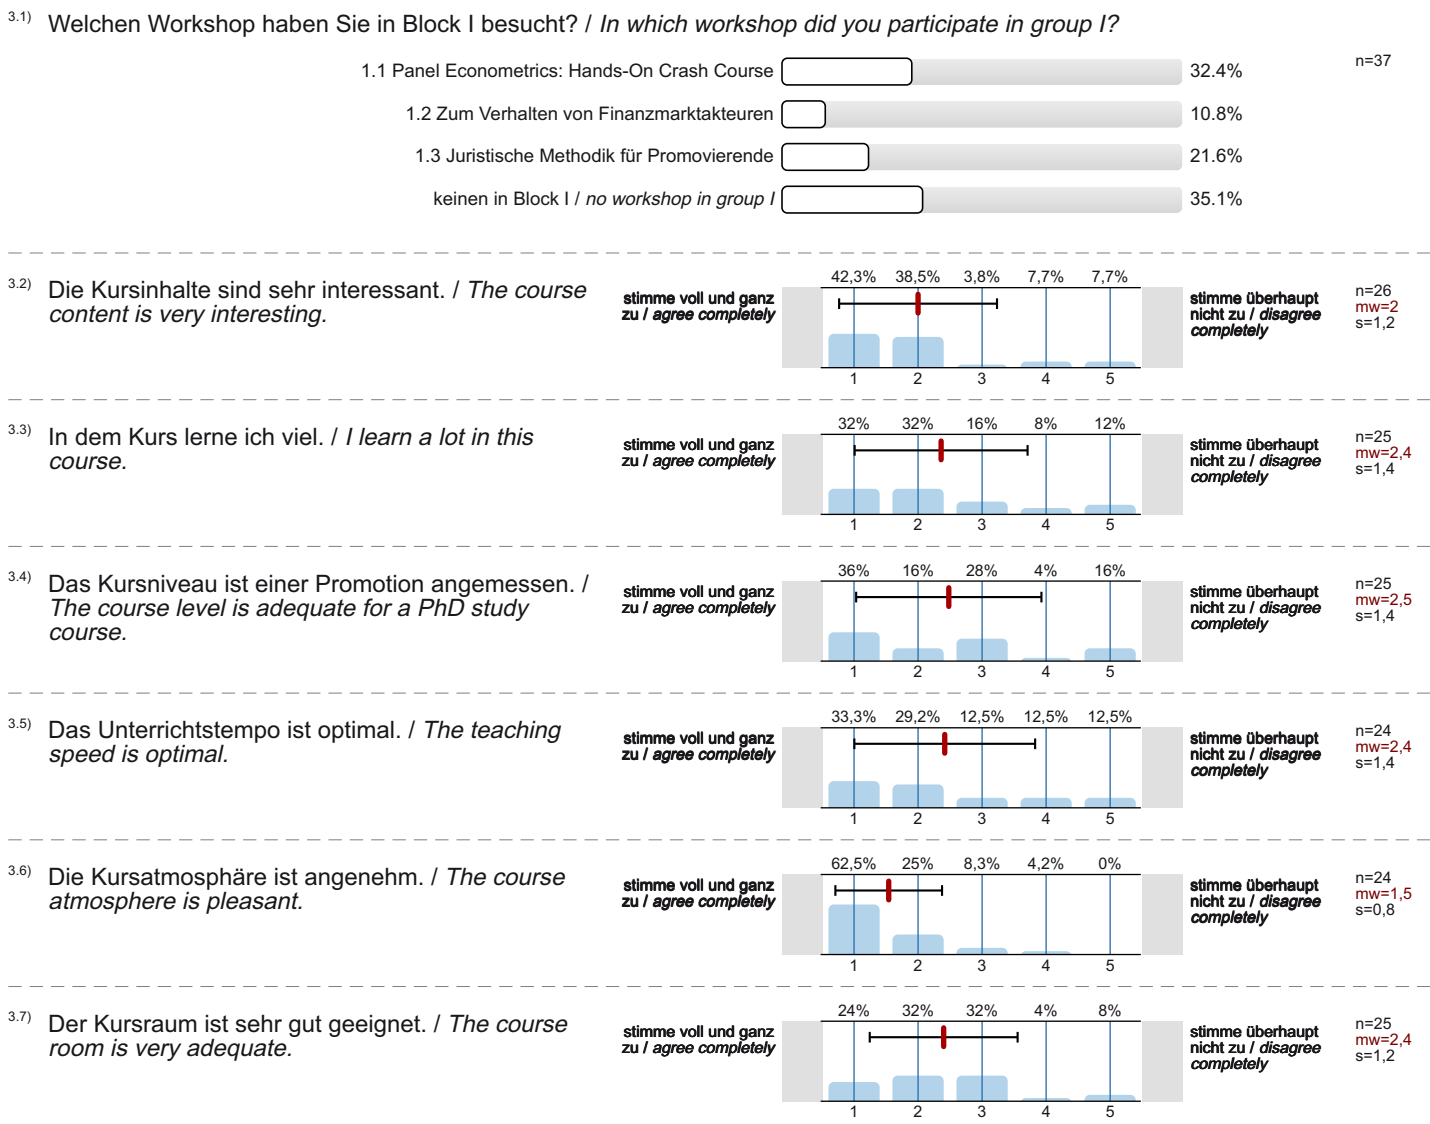 3.1) Welchen Workshop haben Sie in Block I besucht? / In which workshop did you participate in group I?
1.1 Panel Econometrics: Hands-On Crash Course 32.4% n=37
1.2 Zum Verhalten von Finanzmarktakteuren 10.8%
1.3 Juristische Methodik für Promovierende 21.6%
keinen in Block I / no workshop in group I 35.1%
3.2) Die Kursinhalte sind sehr interessant. / The course
content is very interesting.
stimme voll und ganz
zu / agree completely
42,3% 38,5% 3,8% 7,7% 7,7%
1 2 3 4 5
stimme überhaupt
nicht zu / disagree
completely
n=26
mw=2
s=1,2
3.3) In dem Kurs lerne ich viel. / I learn a lot in this
course.
stimme voll und ganz
zu / agree completely
32% 32% 16% 8% 12%
1 2 3 4 5
stimme überhaupt
nicht zu / disagree
completely
n=25
mw=2,4
s=1,4
3.4) Das Kursniveau ist einer Promotion angemessen. /
The course level is adequate for a PhD study
course.
stimme voll und ganz
zu / agree completely
36% 16% 28% 4% 16%
1 2 3 4 5
stimme überhaupt
nicht zu / disagree
completely
n=25
mw=2,5
s=1,4
3.5) Das Unterrichtstempo ist optimal. / The teaching
speed is optimal.
stimme voll und ganz
zu / agree completely
33,3% 29,2% 12,5% 12,5% 12,5%
1 2 3 4 5
stimme überhaupt
nicht zu / disagree
completely
n=24
mw=2,4
s=1,4
3.6) Die Kursatmosphäre ist angenehm. / The course
atmosphere is pleasant.
stimme voll und ganz
zu / agree completely
62,5% 25% 8,3% 4,2% 0%
1 2 3 4 5
stimme überhaupt
nicht zu / disagree
completely
n=24
mw=1,5
s=0,8
3.7) Der Kursraum ist sehr gut geeignet. / The course
room is very adequate.
stimme voll und ganz
zu / agree completely
24% 32% 32% 4% 8%
1 2 3 4 5
stimme überhaupt
nicht zu / disagree
completely
n=25
mw=2,4
s=1,2